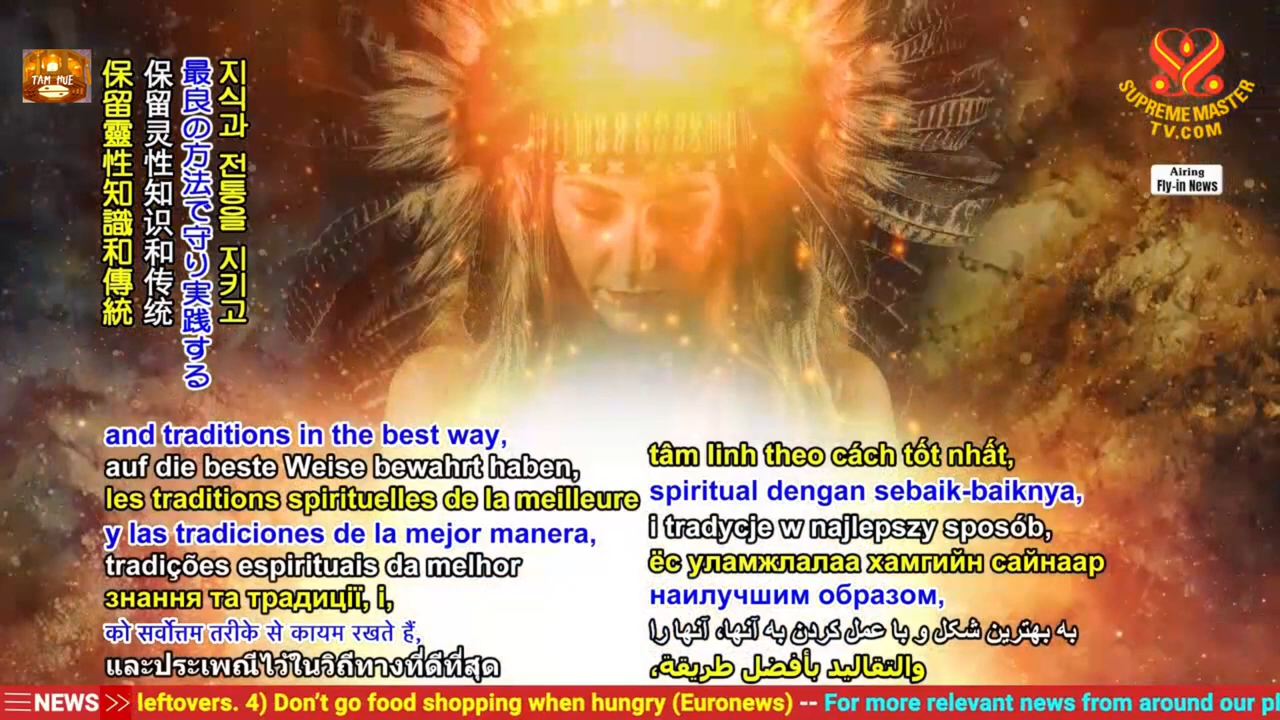 TAM HUE
保留靈性知識和傳統
保留灵性知识和传统
最良の方法で守り実践する
지식과 전통을 지키고
SUPREME MASTER
TV.COM
Airing
Fly-in News
and traditions in the best way,
auf die beste Weise bewahrt haben,
les traditions spirituelles de la meilleure
y las tradiciones de la mejor manera,
tradições espirituais da melhor
знання та традиції, і,
को सर्वोत्तम तरीके से कायम रखते हैं,
และประเพณีไว้ในวิถีทางที่ดีที่สุด
tâm linh theo cách tốt nhất,
spiritual dengan sebaik-baiknya,
i tradycje w najlepszy sposób,
ёс уламжлалаа хамгийн сайнаар
наилучшим образом,
به بهترین شکل و با عمل کردن به آنها، آنها را
والتقاليد بأفضل طريقة،
NEWS >> leftovers. 4) Don’t go food shopping when hungry (Euronews) -- For more relevant news from around our pl